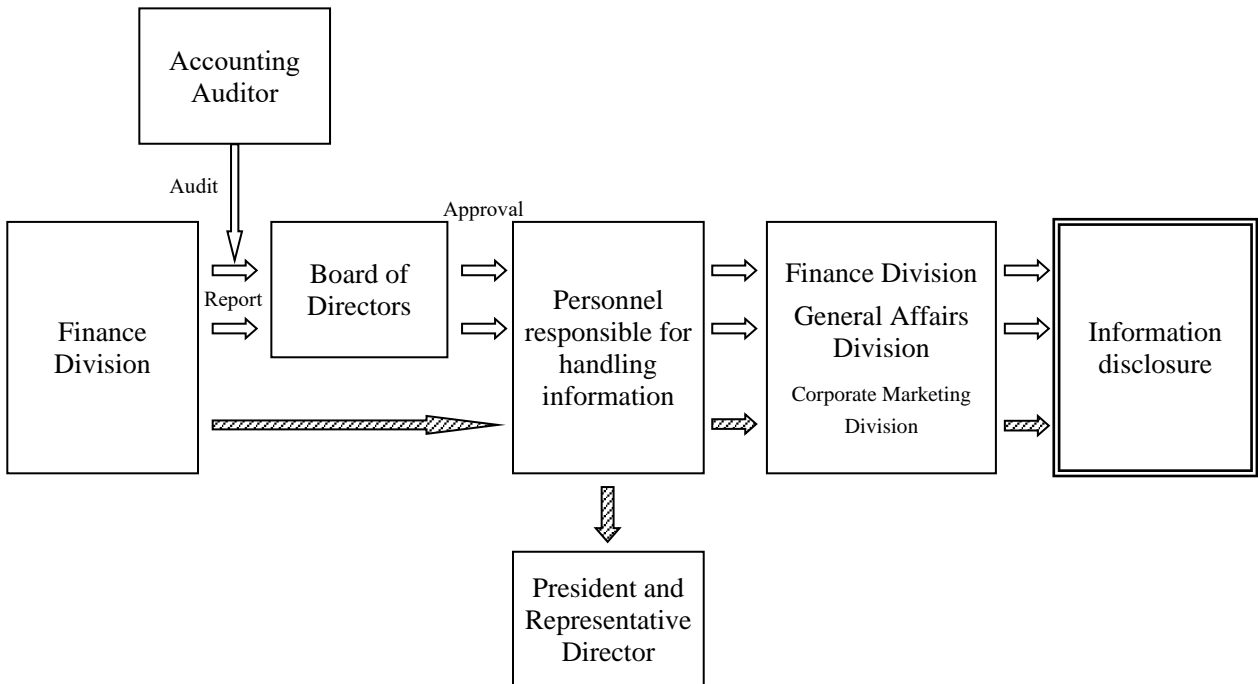 Accounting
Auditor
Audit
Approval
Finance
Division
Report
Board of
Directors
Personnel
responsible for
handling
information
Finance Division
General Affairs
Division
Corporate Marketing
Division
Information
disclosure
President and
Representative
Director